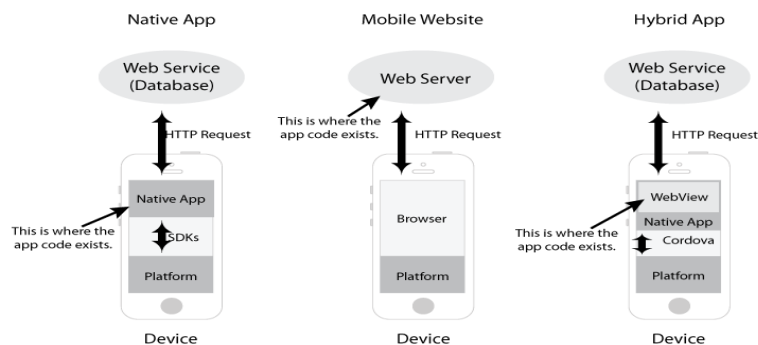 Native App
Web Service
(Database)
HTTP Request
Native App
This is where the
app code exists.
SDKs
Platform
Device
Mobile Website
Web Server
This is where the
app code exists.
HTTP Request
Browser
Platform
Device
Hybrid App
Web Service
(Database)
HTTP Request
WebView
Native App
This is where the
app code exists.
Cordova
Platform
Device